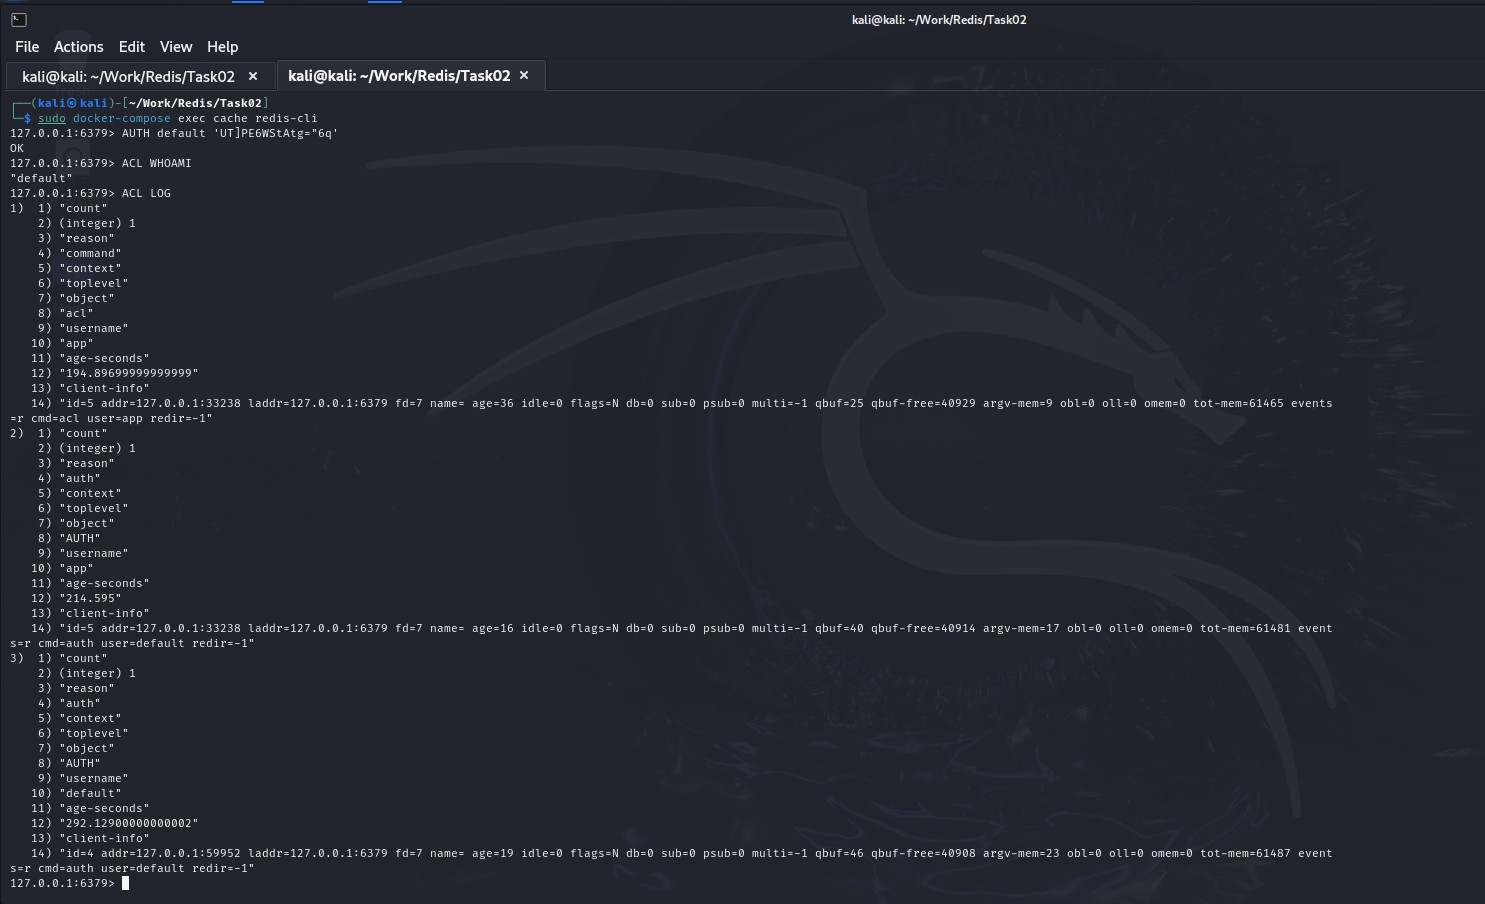 kali@kali: ~/Work/Redis/Task02
File Actions Edit View Help
kali@kali: ~/Work/Redis/Task02 × kali@kali: ~/Work/Redis/Task02 ×
┌──(kali㉿kali)-[~/Work/Redis/Task02]
└─$ sudo docker-compose exec cache redis-cli
127.0.0.1:6379> AUTH default 'UT]PE6WStAtg="6q'
OK
127.0.0.1:6379> ACL WHOAMI
"default"
127.0.0.1:6379> ACL LOG
1) 1) "count"
2) (integer) 1
3) "reason"
4) "command"
5) "context"
6) "toplevel"
7) "object"
8) "acl"
9) "username"
10) "app"
11) "age-seconds"
12) "194.89699999999999"
13) "client-info"
14) "id=5 addr=127.0.0.1:33238 laddr=127.0.0.1:6379 fd=7 name= age=36 idle=0 flags=N db=0 sub=0 psub=0 multi=-1 qbuf=25 qbuf-free=40929 argv-mem=9 obl=0 oll=0 omem=0 tot-mem=61465 events
=r cmd=acl user=app redir=-1"
2) 1) "count"
2) (integer) 1
3) "reason"
4) "auth"
5) "context"
6) "toplevel"
7) "object"
8) "AUTH"
9) "username"
10) "app"
11) "age-seconds"
12) "214.595"
13) "client-info"
14) "id=5 addr=127.0.0.1:33238 laddr=127.0.0.1:6379 fd=7 name= age=16 idle=0 flags=N db=0 sub=0 psub=0 multi=-1 qbuf=40 qbuf-free=40914 argv-mem=17 obl=0 oll=0 omem=0 tot-mem=61481 event
s=r cmd=auth user=default redir=-1"
3) 1) "count"
2) (integer) 1
3) "reason"
4) "auth"
5) "context"
6) "toplevel"
7) "object"
8) "AUTH"
9) "username"
10) "default"
11) "age-seconds"
12) "292.12900000000002"
13) "client-info"
14) "id=4 addr=127.0.0.1:59952 laddr=127.0.0.1:6379 fd=7 name= age=19 idle=0 flags=N db=0 sub=0 psub=0 multi=-1 qbuf=46 qbuf-free=40908 argv-mem=23 obl=0 oll=0 omem=0 tot-mem=61487 event
s=r cmd=auth user=default redir=-1"
127.0.0.1:6379>